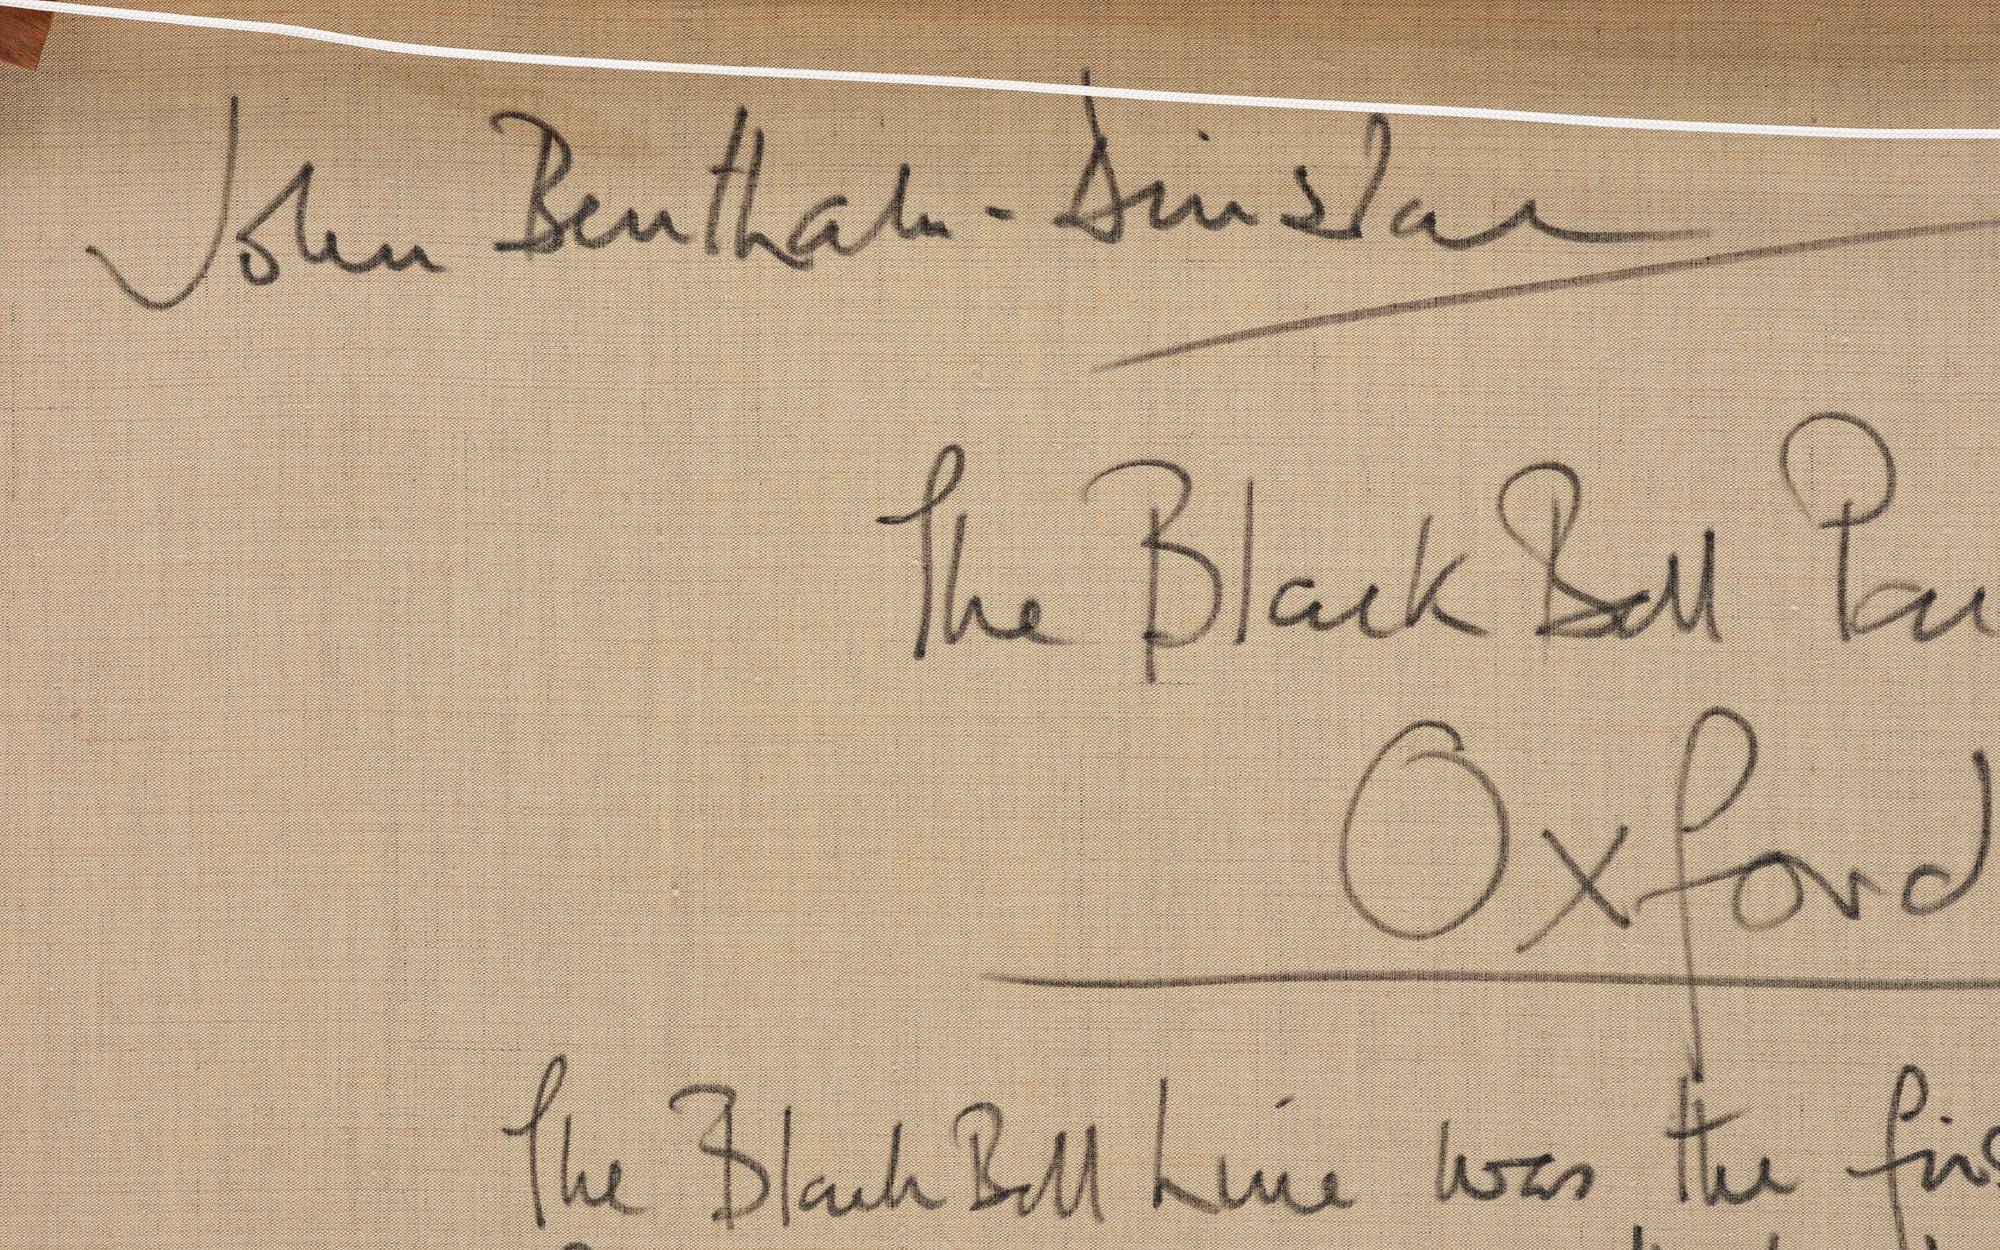 John Bentham-Dinsdale
The Black Ball
Oxford
The Black Ball Line was the